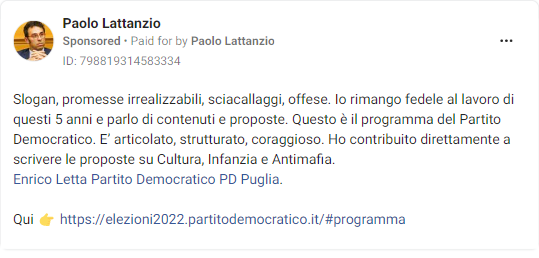 Paolo Lattanzio
Sponsored • Paid for by Paolo Lattanzio
ID: 798819314583334
Slogan, promesse irrealizzabili, sciacallaggi, offese. Io rimango fedele al lavoro di
questi 5 anni e parlo di contenuti e proposte. Questo è il programma del Partito
Democratico. E’ articolato, strutturato, coraggioso. Ho contribuito direttamente a
scrivere le proposte su Cultura, Infanzia e Antimafia.
Enrico Letta Partito Democratico PD Puglia.
Qui 👉 https://elezioni2022.partitodemocratico.it/#programma